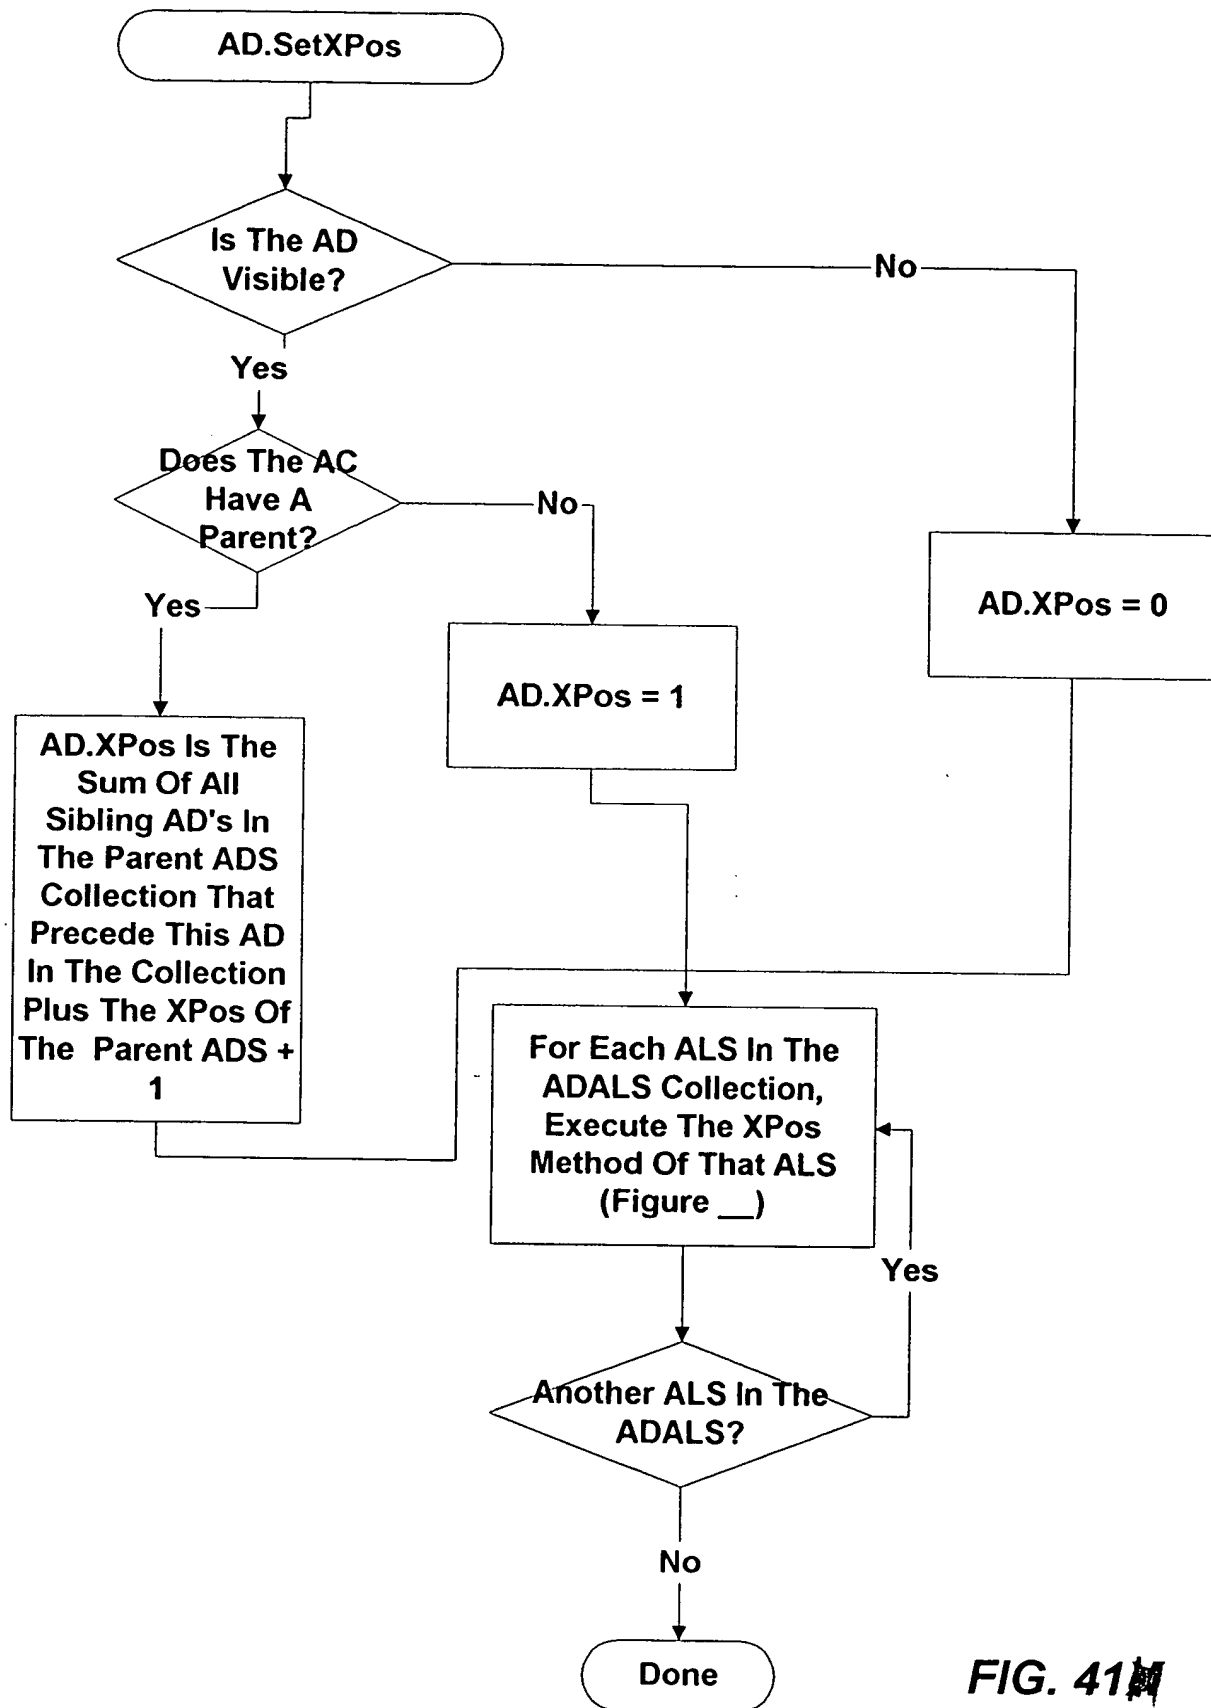 AD.SetXPos
Is The AD
Visible?
No
Yes
Does The AC
Have A
Parent?
No
Yes
AD.XPos = 0
AD.XPos = 1
AD.XPos Is The
Sum Of All
Sibling AD's In
The Parent ADS
Collection That
Precede This AD
In The Collection
Plus The XPos Of
The Parent ADS +
1
For Each ALS In The
ADALS Collection,
Execute The XPos
Method Of That ALS
(Figure __)
Yes
Another ALS In The
ADALS?
No
Done
FIG. 41